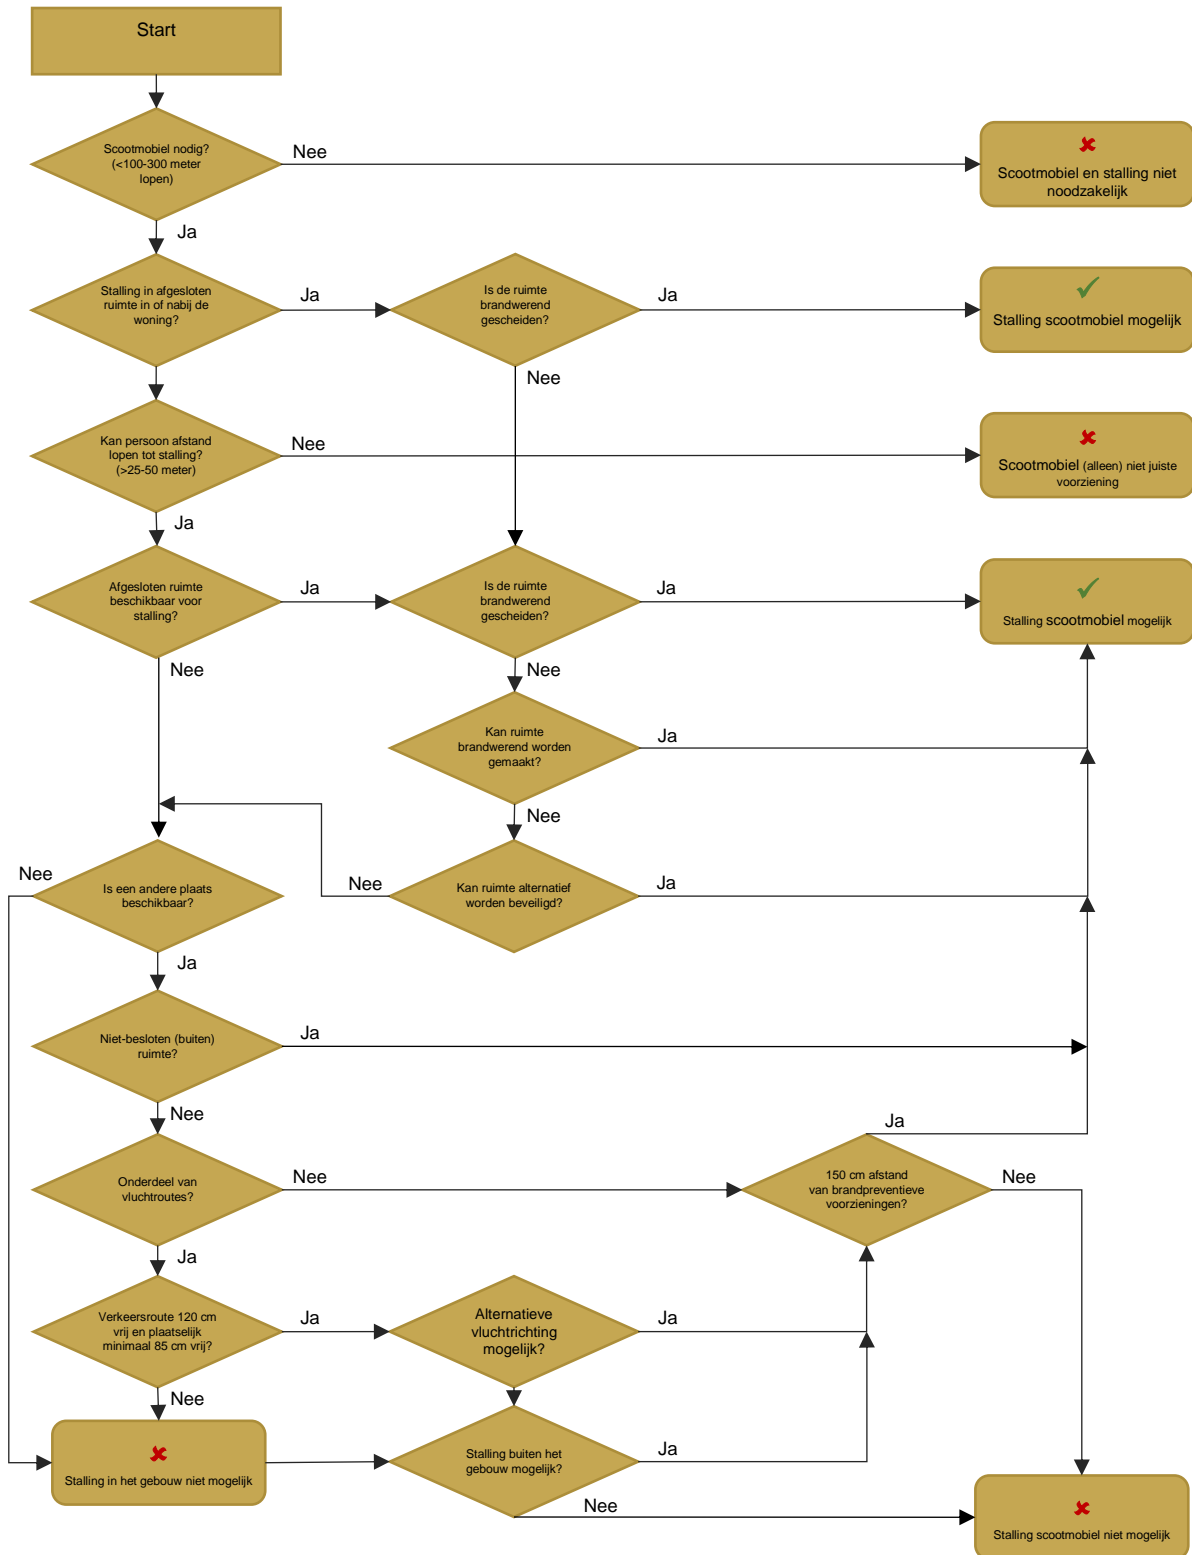 Start
Scootmobiel nodig?
(<100-300 meter
lopen)
Nee
✘
Scootmobiel en stalling niet
noodzakelijk
Ja
Stalling in afgesloten
ruimte in of nabij de
woning?
Ja
Is de ruimte
brandwerend
gescheiden?
Ja
✓
Stalling scootmobiel mogelijk
Nee
Kan persoon afstand
lopen tot stalling?
(>25-50 meter)
Nee
✘
Scootmobiel (alleen) niet juiste
voorziening
Ja
Afgesloten ruimte
beschikbaar voor
stalling?
Ja
Is de ruimte
brandwerend
gescheiden?
Ja
✓
Stalling scootmobiel mogelijk
Nee
Nee
Kan ruimte
brandwerend worden
gemaakt?
Ja
Nee
Nee
Is een andere plaats
beschikbaar?
Nee
Kan ruimte alternatief
worden beveiligd?
Ja
Ja
Niet-besloten (buiten)
ruimte?
Ja
Nee
Ja
Onderdeel van
vluchtroutes?
Nee
150 cm afstand
van brandpreventieve
voorzieningen?
Nee
Ja
Verkeersroute 120 cm
vrij en plaatselijk
minimaal 85 cm vrij?
Ja
Alternatieve
vluchtrichting
mogelijk?
Ja
Nee
✘
Stalling in het gebouw niet mogelijk
Stalling buiten het
gebouw mogelijk?
Ja
Nee
✘
Stalling scootmobiel niet mogelijk